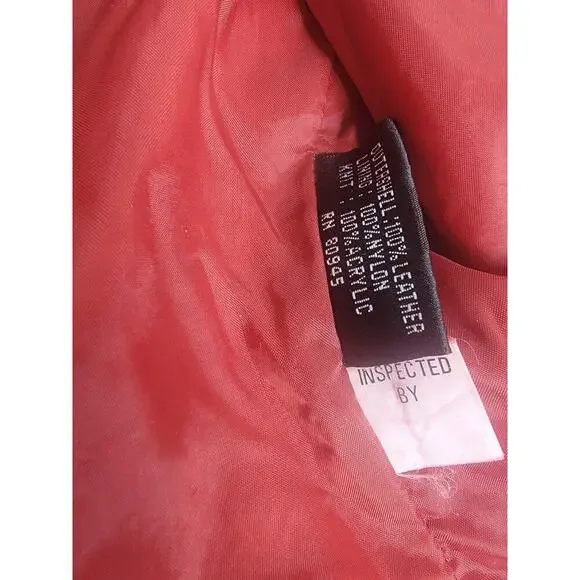 OUTERSHELL:100% LEATHER
LINING:100% NYLON
KNIT:100% ACRYLIC
RN 80945
INSPECTED
BY